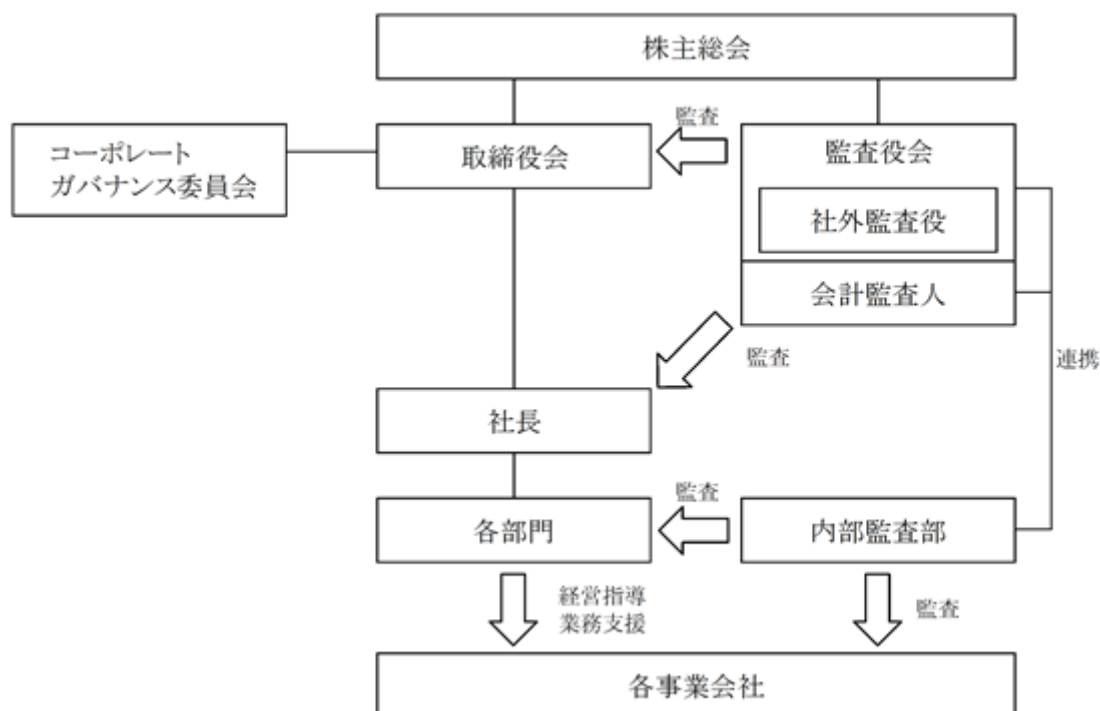 株主総会
監査
コーポレート
ガバナンス委員会
取締役会
監査役会
社外監査役
会計監査人
監査
連携
社長
監査
各部門
内部監査部
経営指導
業務支援
監査
各事業会社